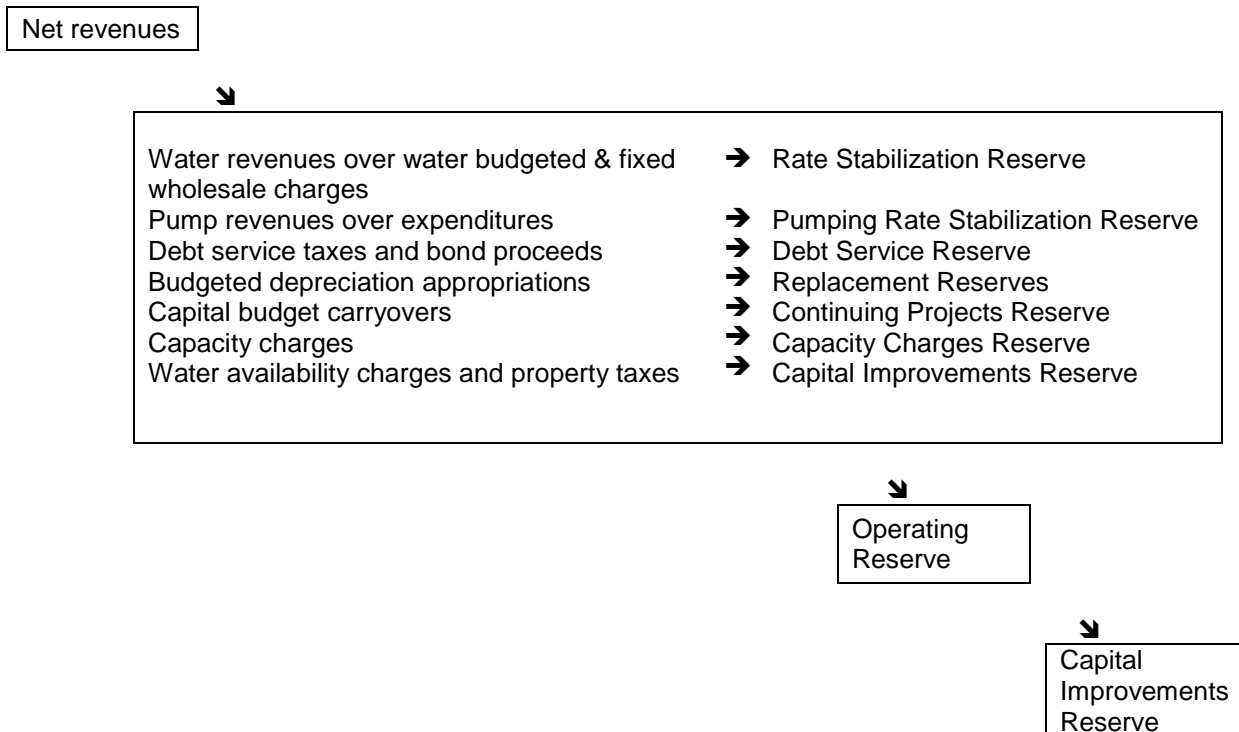 Net revenues
Water revenues over water budgeted & fixed ➔ Rate Stabilization Reserve
wholesale charges
Pump revenues over expenditures ➔ Pumping Rate Stabilization Reserve
Debt service taxes and bond proceeds ➔ Debt Service Reserve
Budgeted depreciation appropriations ➔ Replacement Reserves
Capital budget carryovers ➔ Continuing Projects Reserve
Capacity charges ➔ Capacity Charges Reserve
Water availability charges and property taxes ➔ Capital Improvements Reserve
Operating
Reserve
Capital
Improvements
Reserve